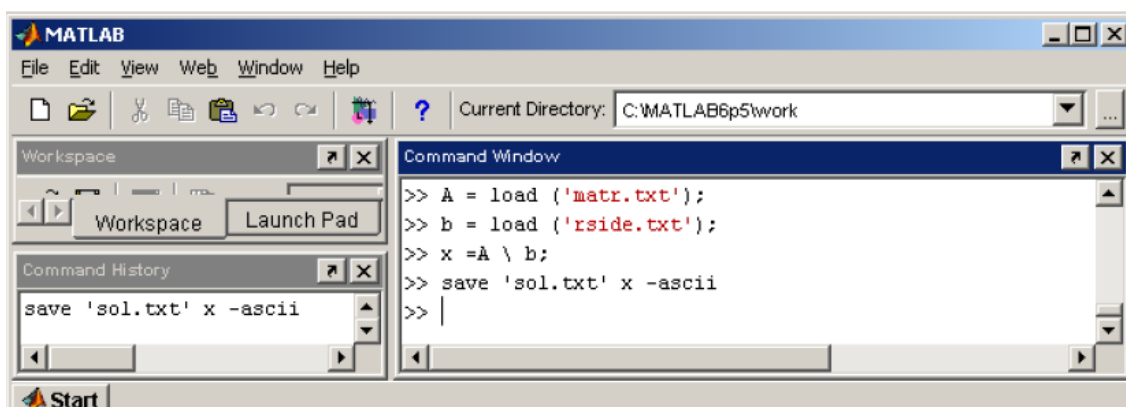 MATLAB
File Edit View Web Window Help
? Current Directory: C:\MATLAB6p5\work ...
Workspace
Workspace Launch Pad
Command History
save 'sol.txt' x -ascii
Command Window
>> A = load ('matr.txt');
>> b = load ('rside.txt');
>> x =A \ b;
>> save 'sol.txt' x -ascii
>>
Start